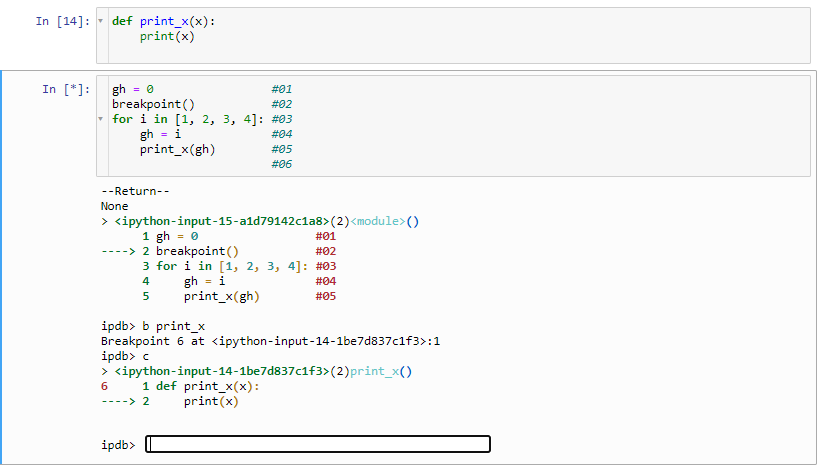 In [14]: def print_x(x):
    print(x)
In [*]: gh = 0 #01
breakpoint() #02
for i in [1, 2, 3, 4]: #03
    gh = i #04
    print_x(gh) #05
#06
--Return--
None
> <ipython-input-15-a1d79142c1a8>(2)<module>()
      1 gh = 0 #01
----> 2 breakpoint() #02
      3 for i in [1, 2, 3, 4]: #03
      4     gh = i #04
      5     print_x(gh) #05
ipdb> b print_x
Breakpoint 6 at <ipython-input-14-1be7d837c1f3>:1
ipdb> c
> <ipython-input-14-1be7d837c1f3>(2)print_x()
6     1 def print_x(x):
----> 2     print(x)
ipdb>